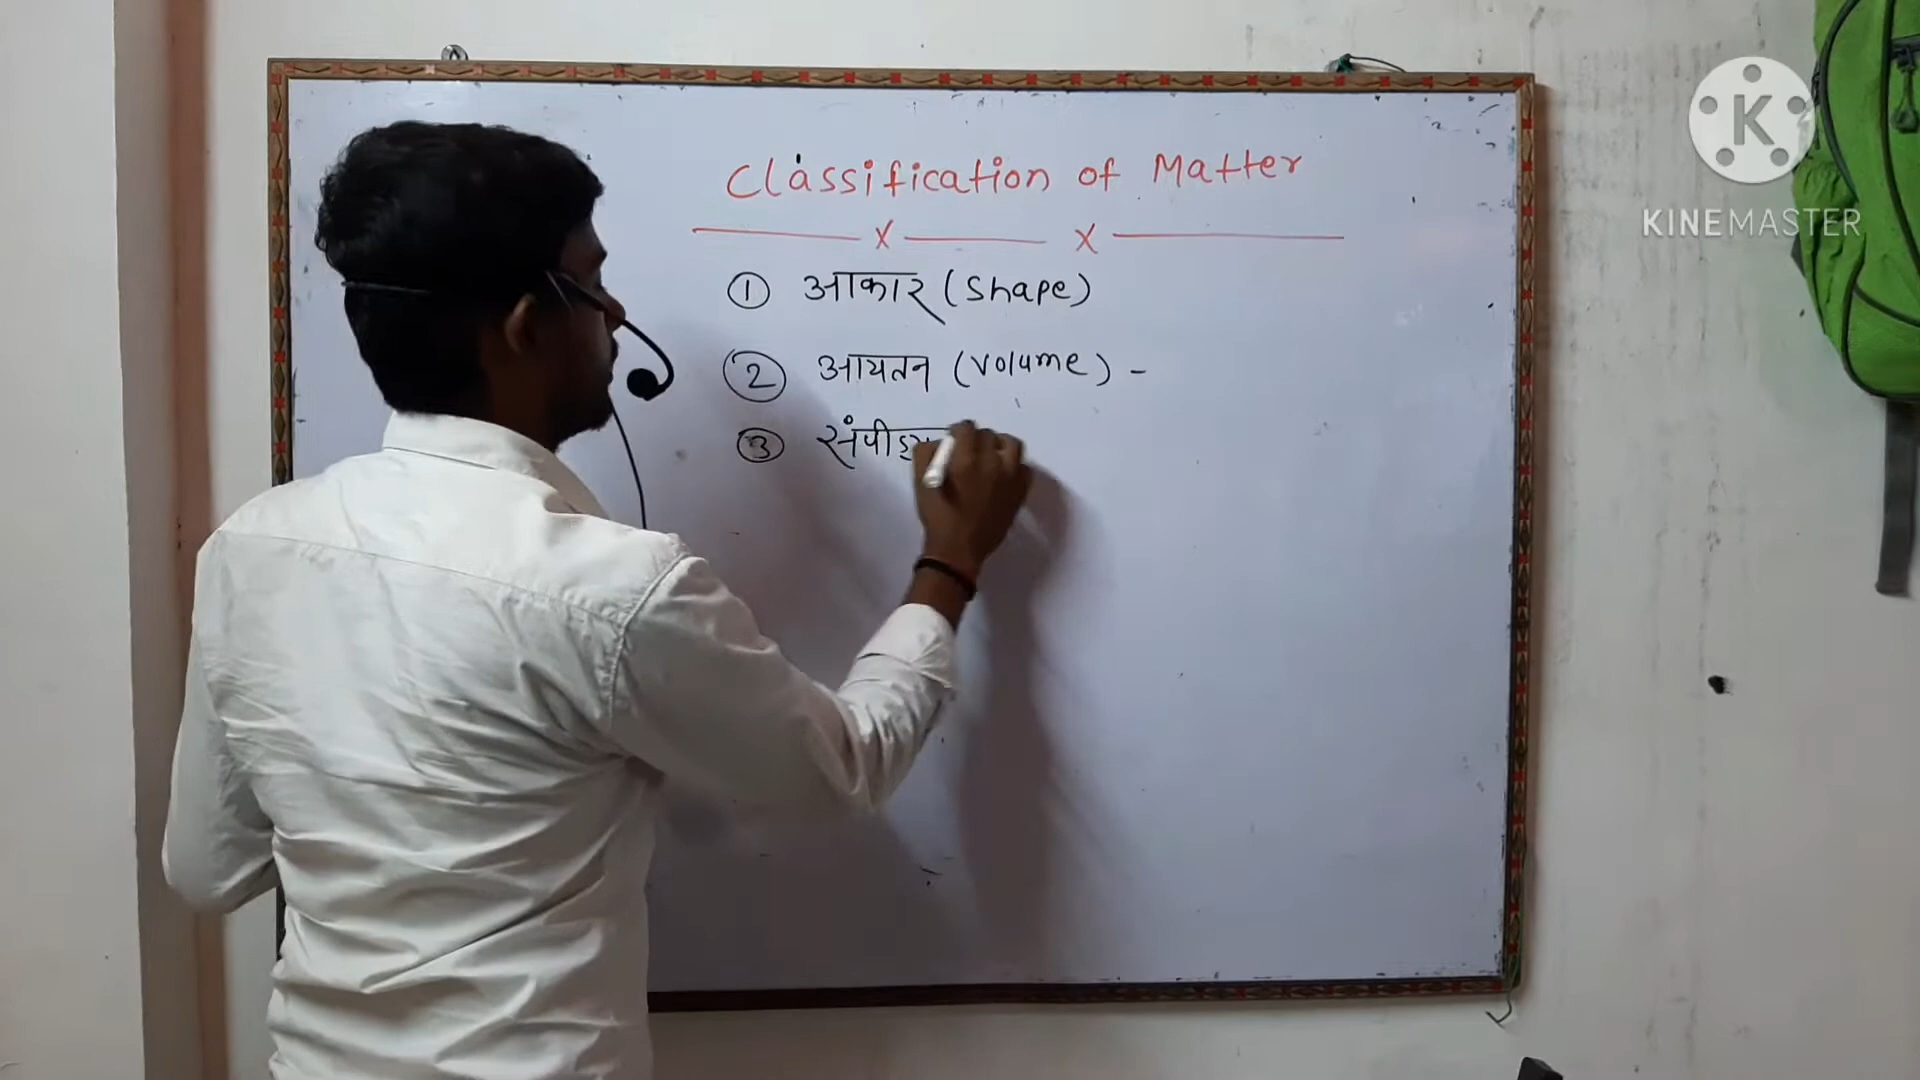 Classification of Matter
x x
① आकार (Shape)
② आयतन (Volume) -
③
KINEMASTER